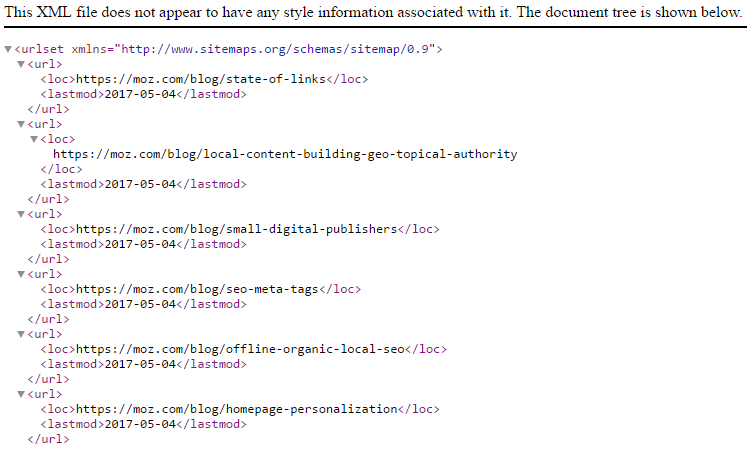 This XML file does not appear to have any style information associated with it. The document tree is shown below.
<urlset xmlns="http://www.sitemaps.org/schemas/sitemap/0.9">
<url>
<loc>https://moz.com/blog/state-of-links</loc>
<lastmod>2017-05-04</lastmod>
</url>
<url>
<loc>
https://moz.com/blog/local-content-building-geo-topical-authority
</loc>
<lastmod>2017-05-04</lastmod>
</url>
<url>
<loc>https://moz.com/blog/small-digital-publishers</loc>
<lastmod>2017-05-04</lastmod>
</url>
<url>
<loc>https://moz.com/blog/seo-meta-tags</loc>
<lastmod>2017-05-04</lastmod>
</url>
<url>
<loc>https://moz.com/blog/offline-organic-local-seo</loc>
<lastmod>2017-05-04</lastmod>
</url>
<url>
<loc>https://moz.com/blog/homepage-personalization</loc>
<lastmod>2017-05-04</lastmod>
</url>